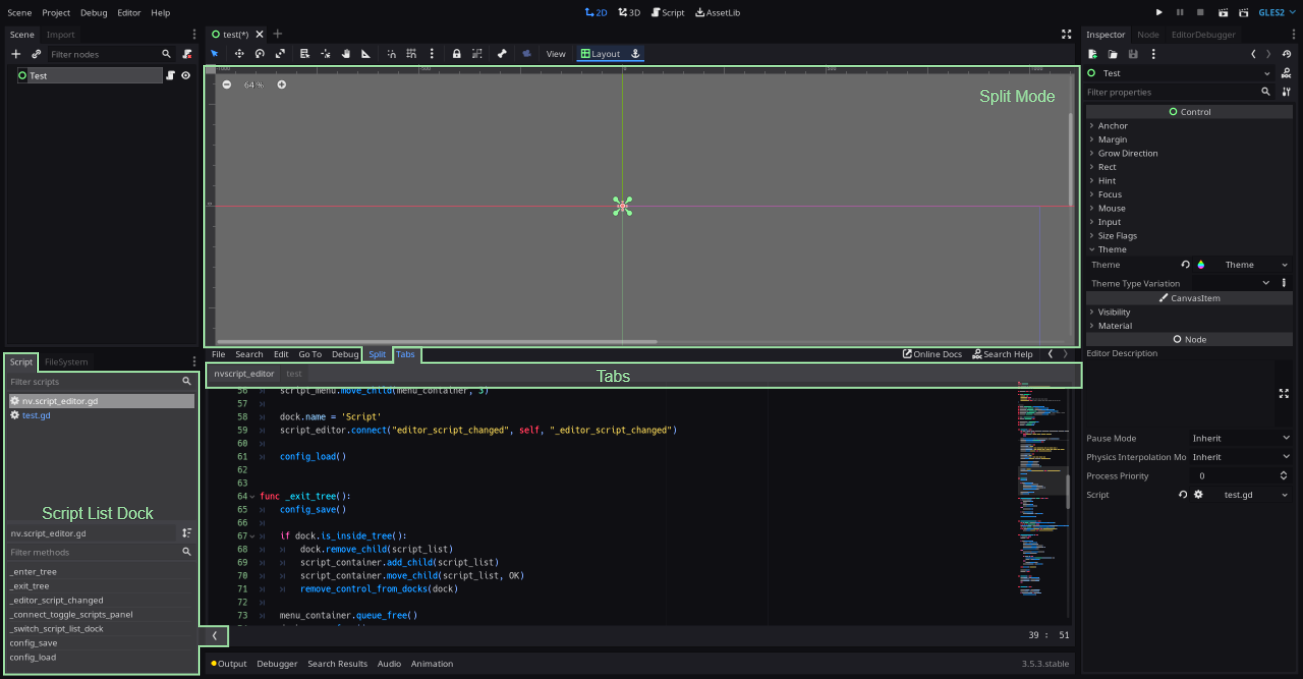 Scene Project Debug Editor Help
2D 3D Script AssetLib
GLES2
Scene Import
Filter nodes
Test
test(*)
View Layout
64 %
Split Mode
Script FileSystem
Filter scripts
nv.script_editor.gd
test.gd
Script List Dock
nv.script_editor.gd
Filter methods
_enter_tree
_exit_tree
_editor_script_changed
_connect_toggle_scripts_panel
_switch_script_list_dock
config_save
config_load
File Search Edit Go To Debug Split Tabs
Online Docs Search Help
nvscript_editor test
Tabs
56 script_menu.move_child(menu_container, 3)
57
58 dock.name = 'Script'
59 script_editor.connect("editor_script_changed", self, "_editor_script_changed")
60
61 config_load()
62
63
64 func _exit_tree():
65 config_save()
66
67 if dock.is_inside_tree():
68 dock.remove_child(script_list)
69 script_container.add_child(script_list)
70 script_container.move_child(script_list, OK)
71 remove_control_from_docks(dock)
72
73 menu_container.queue_free()
39 : 51
Output Debugger Search Results Audio Animation
3.5.3.stable
Inspector Node EditorDebugger
Test
Filter properties
Control
Anchor
Margin
Grow Direction
Rect
Hint
Focus
Mouse
Input
Size Flags
Theme
Theme Theme
Theme Type Variation
CanvasItem
Visibility
Material
Node
Editor Description
Pause Mode Inherit
Physics Interpolation Mo Inherit
Process Priority 0
Script test.gd